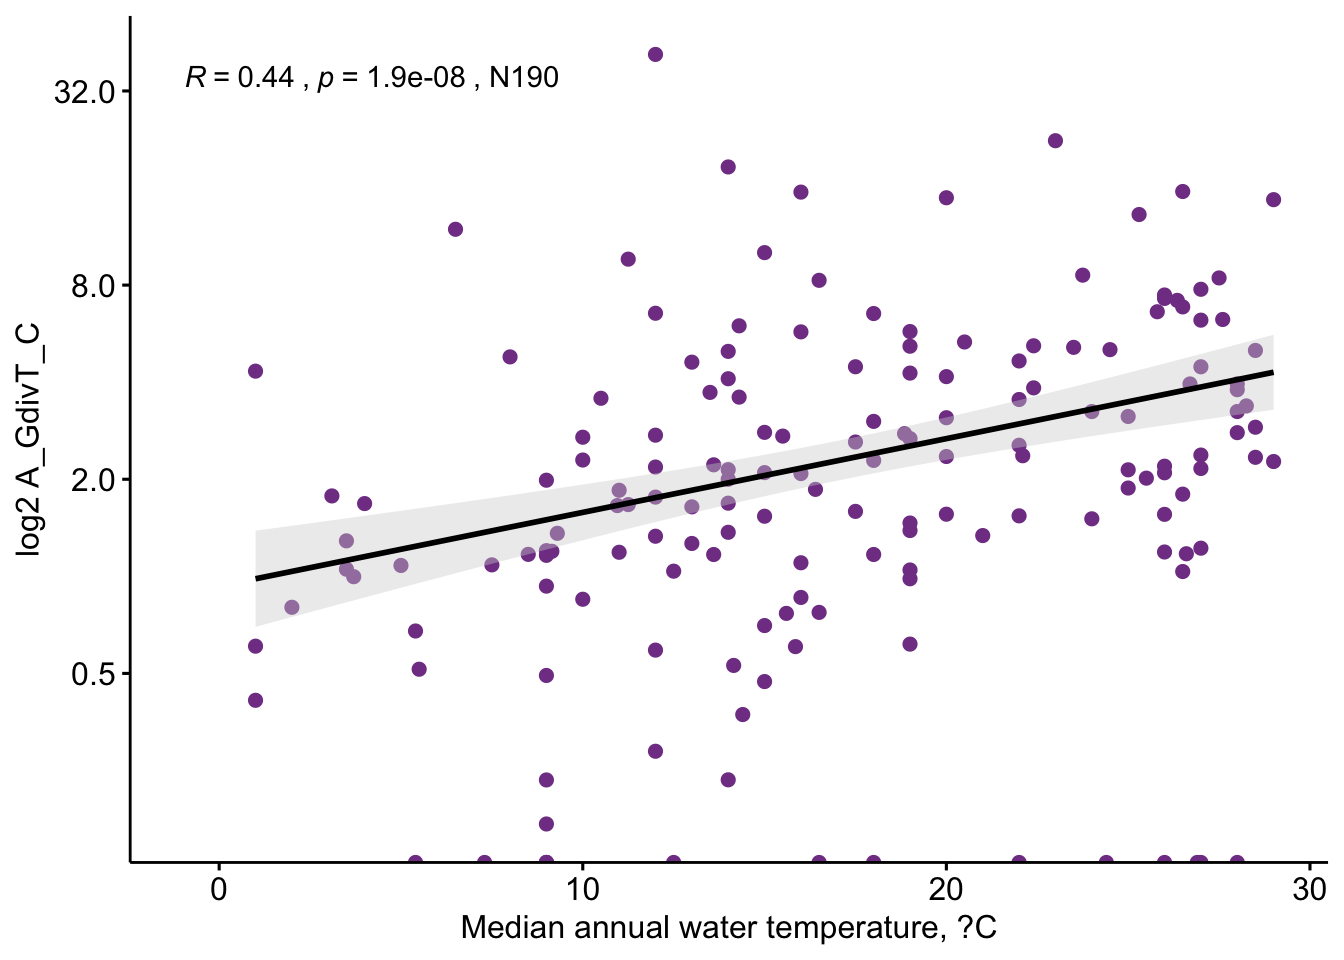 R = 0.44 , p = 1.9e-08 , N190
32.0
8.0
2.0
0.5
log2 A_GdivT_C
0 10 20 30
Median annual water temperature, ?C